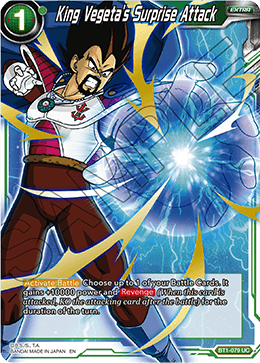 1 King Vegeta's Surprise Attack EXTRA
Activate Battle Choose up to 1 of your Battle Cards. It
gains +10000 power and Revenge (When this card is
attacked, KO the attacking card after the battle) for the
duration of the turn.
©B.S./S., T.A.
BANDAI MADE IN JAPAN EN
BT1-079 UC